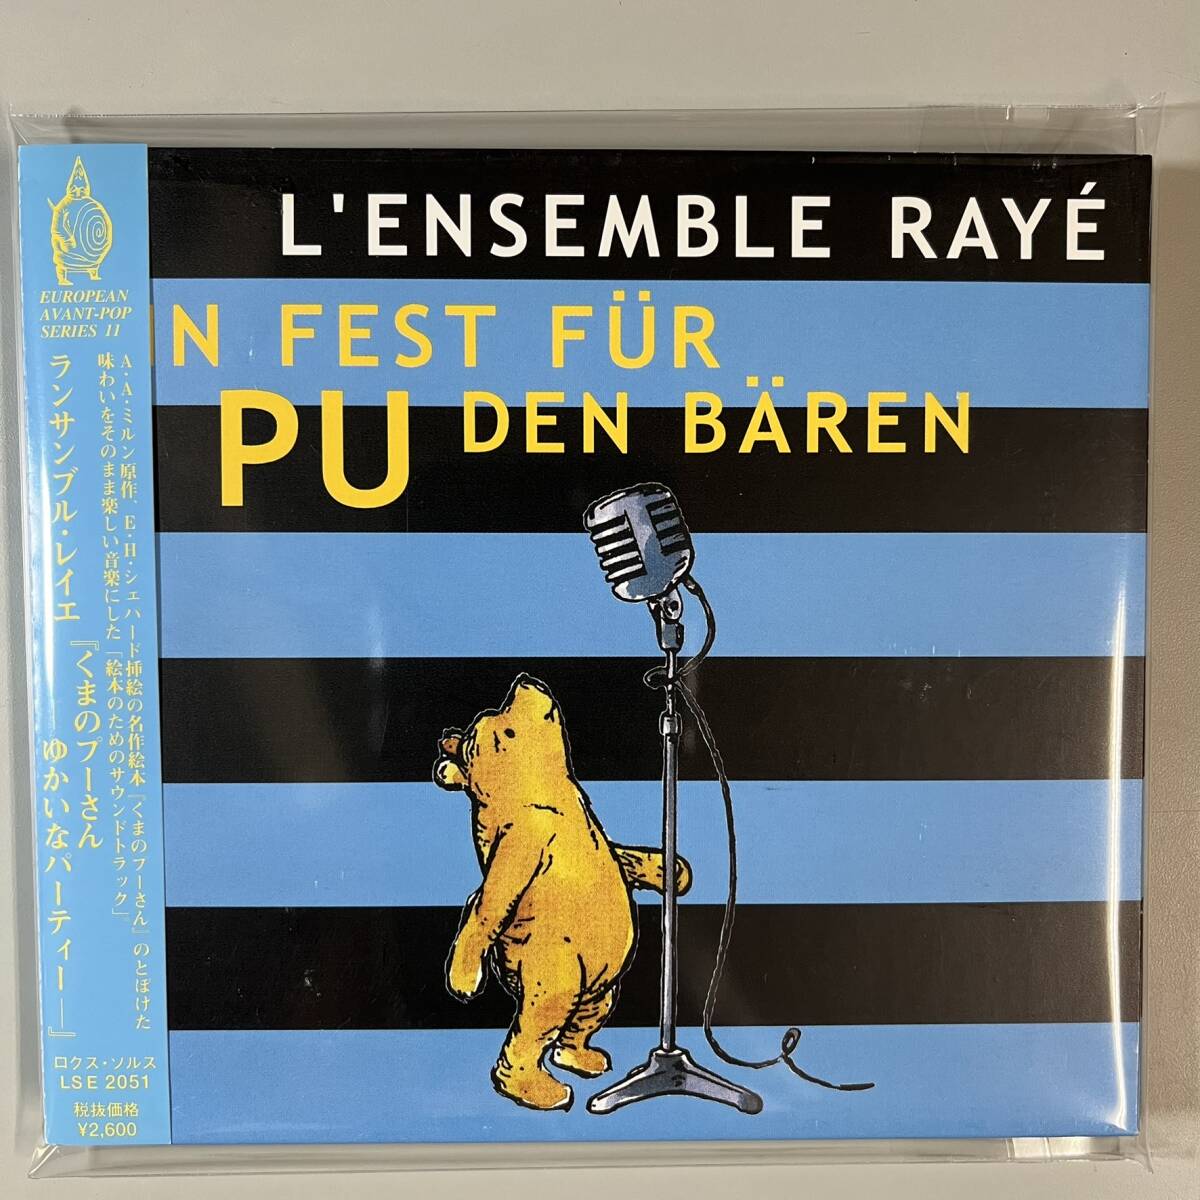 EUROPEAN
AVANT-POP
SERIES 11
A・A・ミルン原作、E・H・シェパード挿絵の名作絵本『くまのプーさん』のとぼけた
味わいをそのまま楽しい音楽にした「絵本のためのサウンドトラック」。
ランサンブル・レイエ『くまのプーさん
ゆかいなパーティー―』
ロクス・ソルス
LSE 2051
税抜価格
¥2,600
L'ENSEMBLE RAYÉ
IN FEST FÜR
PU DEN BÄREN